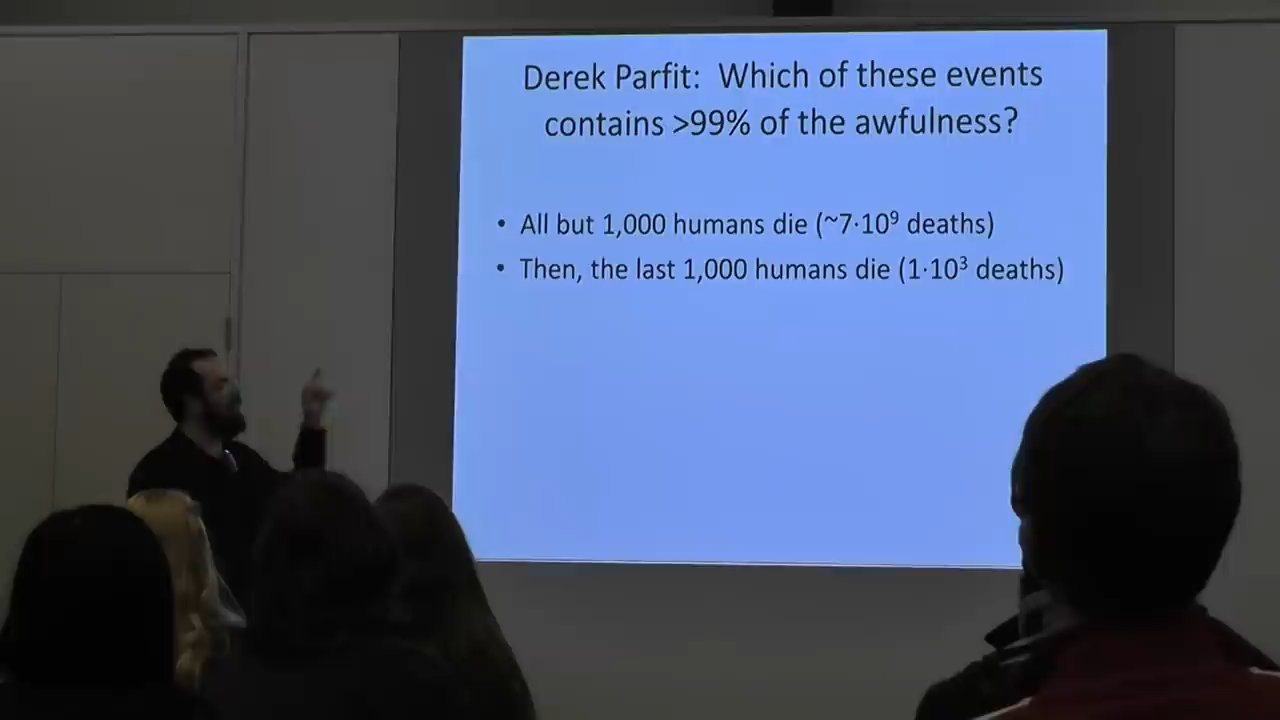 Derek Parfit: Which of these events
contains >99% of the awfulness?
• All but 1,000 humans die (~7·10⁹ deaths)
• Then, the last 1,000 humans die (1·10³ deaths)